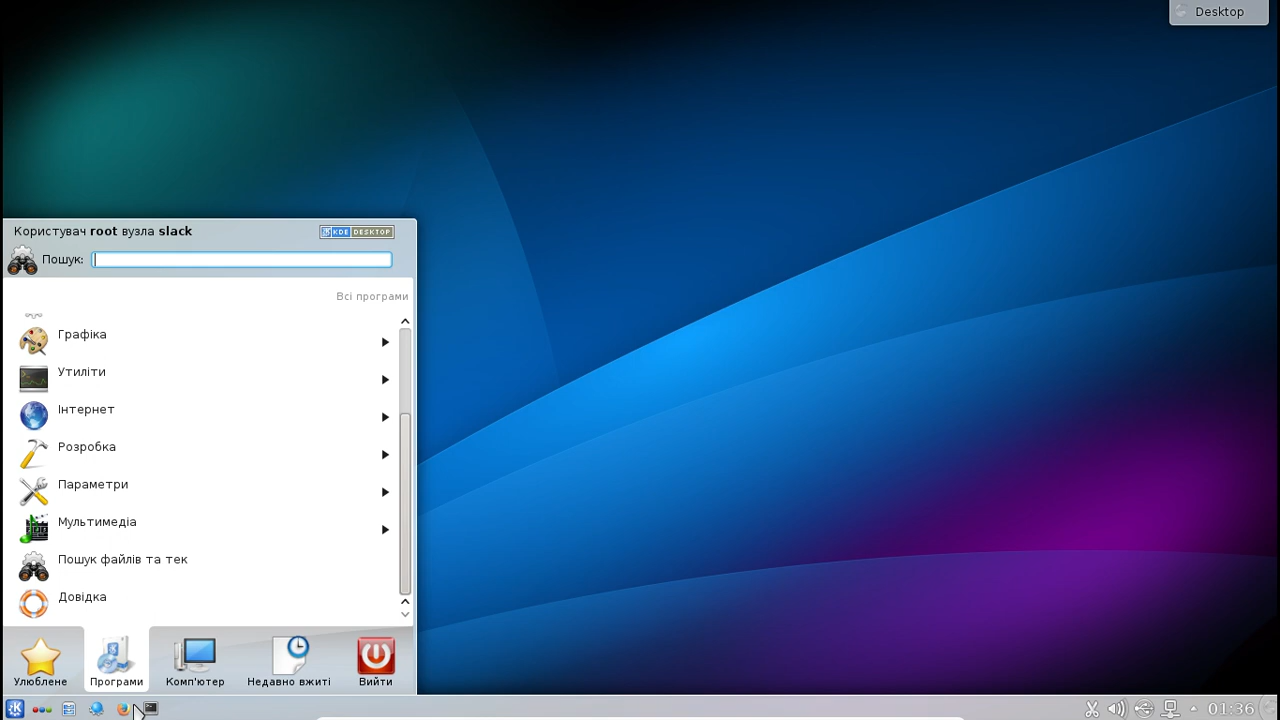 Desktop
Користувач root вузла slack
KDE DESKTOP
Пошук:
Всі програми
Графіка
Утиліти
Інтернет
Розробка
Параметри
Мультимедіа
Пошук файлів та тек
Довідка
Улюблене
Програми
Комп'ютер
Недавно вжиті
Вийти
01:36